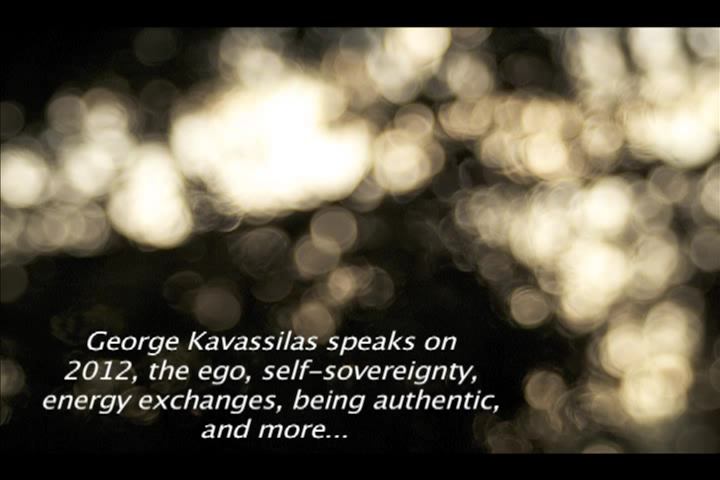 George Kavassilas speaks on
2012, the ego, self-sovereignty,
energy exchanges, being authentic,
and more...